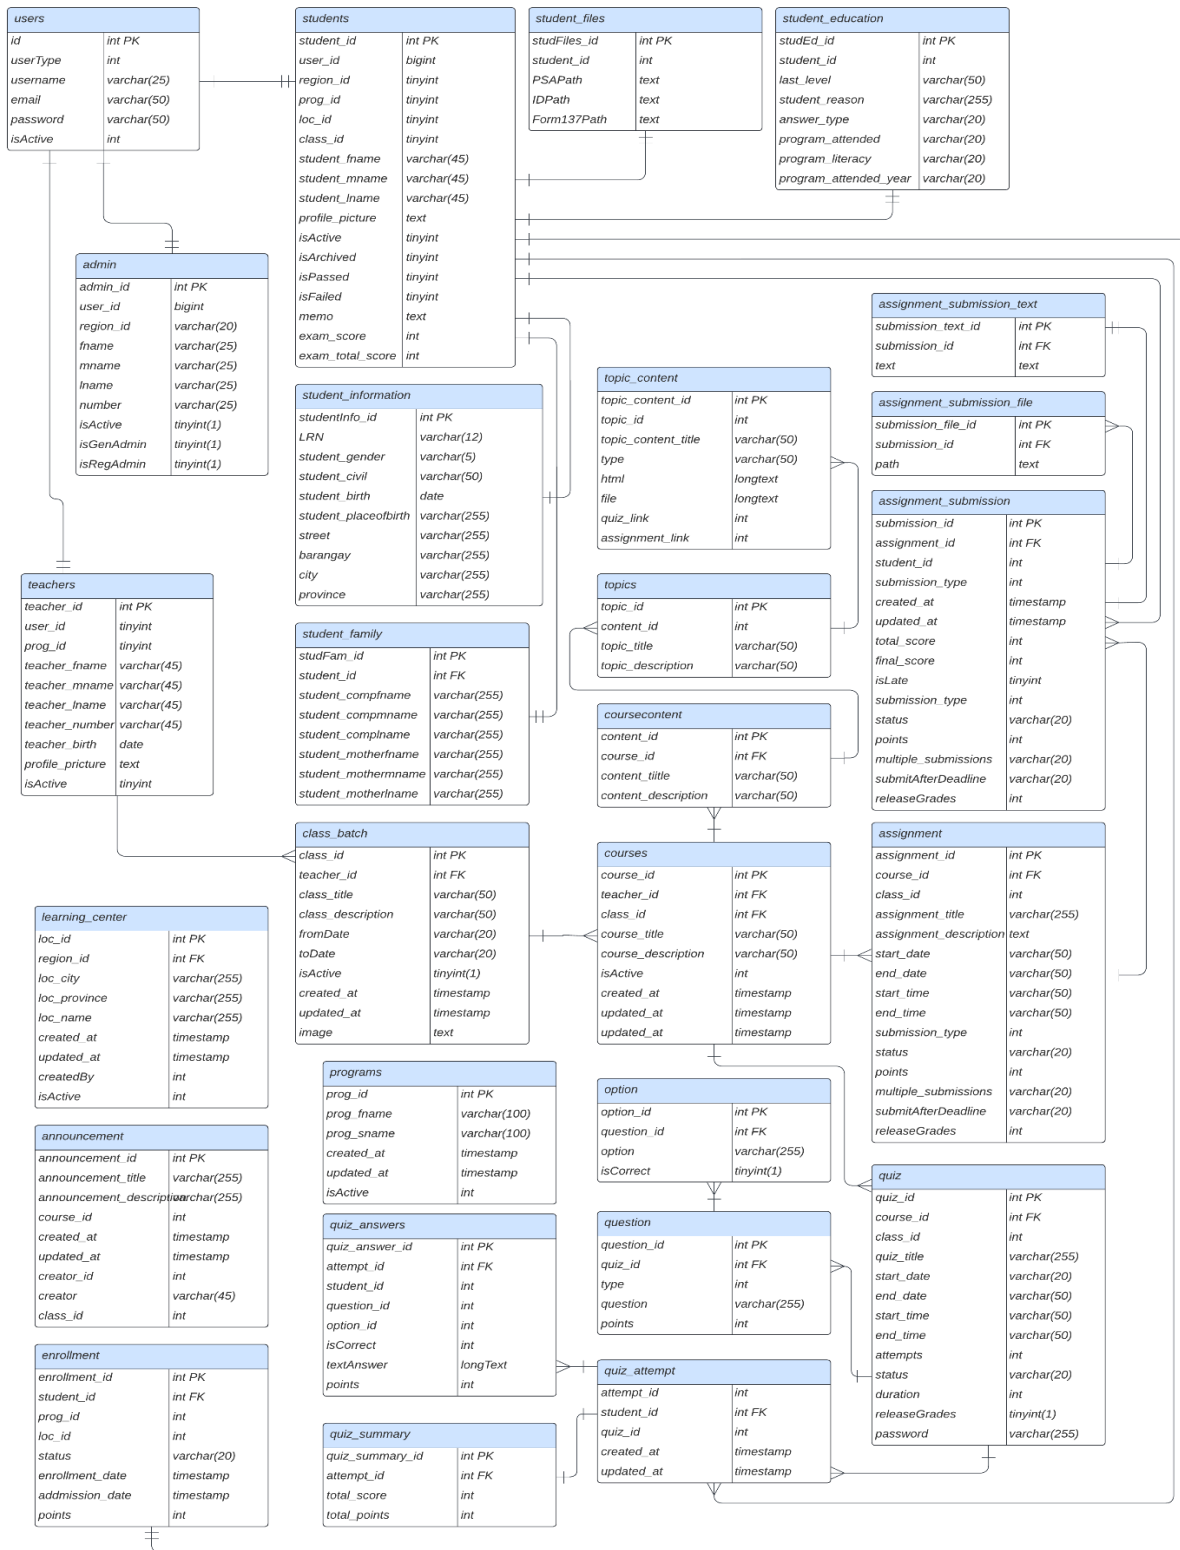 users
id int PK
userType int
username varchar(25)
email varchar(50)
password varchar(50)
isActive int
students
student_id int PK
user_id bigint
region_id tinyint
prog_id tinyint
loc_id tinyint
class_id tinyint
student_fname varchar(45)
student_mname varchar(45)
student_lname varchar(45)
profile_picture text
isActive tinyint
isArchived tinyint
isPassed tinyint
isFailed tinyint
memo text
exam_score int
exam_total_score int
student_files
studFiles_id int PK
student_id int
PSAPath text
IDPath text
Form137Path text
student_education
studEd_id int PK
student_id int
last_level varchar(50)
student_reason varchar(255)
answer_type varchar(20)
program_attended varchar(20)
program_literacy varchar(20)
program_attended_year varchar(20)
admin
admin_id int PK
user_id bigint
region_id varchar(20)
fname varchar(25)
mname varchar(25)
lname varchar(25)
number varchar(25)
isActive tinyint(1)
isGenAdmin tinyint(1)
isRegAdmin tinyint(1)
assignment_submission_text
submission_text_id int PK
submission_id int FK
text text
topic_content
topic_content_id int PK
topic_id int
topic_content_title varchar(50)
type varchar(50)
html longtext
file longtext
quiz_link int
assignment_link int
student_information
studentInfo_id int PK
LRN varchar(12)
student_gender varchar(5)
student_civil varchar(50)
student_birth date
student_placeofbirth varchar(255)
street varchar(255)
barangay varchar(255)
city varchar(255)
province varchar(255)
assignment_submission_file
submission_file_id int PK
submission_id int FK
path text
assignment_submission
submission_id int PK
assignment_id int FK
student_id int
submission_type int
created_at timestamp
updated_at timestamp
total_score int
final_score int
isLate tinyint
submission_type int
status varchar(20)
points int
multiple_submissions varchar(20)
submitAfterDeadline varchar(20)
releaseGrades int
teachers
teacher_id int PK
user_id tinyint
prog_id tinyint
teacher_fname varchar(45)
teacher_mname varchar(45)
teacher_lname varchar(45)
teacher_number varchar(45)
teacher_birth date
profile_pricture text
isActive tinyint
topics
topic_id int PK
content_id int
topic_title varchar(50)
topic_description varchar(50)
student_family
studFam_id int PK
student_id int FK
student_compfname varchar(255)
student_compmname varchar(255)
student_complname varchar(255)
student_motherfname varchar(255)
student_mothermname varchar(255)
student_motherlname varchar(255)
coursecontent
content_id int PK
course_id int FK
content_tiitle varchar(50)
content_description varchar(50)
class_batch
class_id int PK
teacher_id int FK
class_title varchar(50)
class_description varchar(50)
fromDate varchar(20)
toDate varchar(20)
isActive tinyint(1)
created_at timestamp
updated_at timestamp
image text
courses
course_id int PK
teacher_id int FK
class_id int FK
course_title varchar(50)
course_description varchar(50)
isActive int
created_at timestamp
updated_at timestamp
updated_at timestamp
assignment
assignment_id int PK
course_id int FK
class_id int
assignment_title varchar(255)
assignment_description text
start_date varchar(50)
end_date varchar(50)
start_time varchar(50)
end_time varchar(50)
submission_type int
status varchar(20)
points int
multiple_submissions varchar(20)
submitAfterDeadline varchar(20)
releaseGrades int
learning_center
loc_id int PK
region_id int FK
loc_city varchar(255)
loc_province varchar(255)
loc_name varchar(255)
created_at timestamp
updated_at timestamp
createdBy int
isActive int
programs
prog_id int PK
prog_fname varchar(100)
prog_sname varchar(100)
created_at timestamp
updated_at timestamp
isActive int
option
option_id int PK
question_id int FK
option varchar(255)
isCorrect tinyint(1)
announcement
announcement_id int PK
announcement_title varchar(255)
announcement_description varchar(255)
course_id int
created_at timestamp
updated_at timestamp
creator_id int
creator varchar(45)
class_id int
quiz
quiz_id int PK
course_id int FK
class_id int
quiz_title varchar(255)
start_date varchar(20)
end_date varchar(50)
start_time varchar(50)
end_time varchar(50)
attempts int
status varchar(20)
duration int
releaseGrades tinyint(1)
password varchar(255)
quiz_answers
quiz_answer_id int PK
attempt_id int FK
student_id int
question_id int
option_id int
isCorrect int
textAnswer longText
points int
question
question_id int PK
quiz_id int FK
type int
question varchar(255)
points int
enrollment
enrollment_id int PK
student_id int FK
prog_id int
loc_id int
status varchar(20)
enrollment_date timestamp
addmission_date timestamp
points int
quiz_attempt
attempt_id int
student_id int FK
quiz_id int
created_at timestamp
updated_at timestamp
quiz_summary
quiz_summary_id int PK
attempt_id int FK
total_score int
total_points int